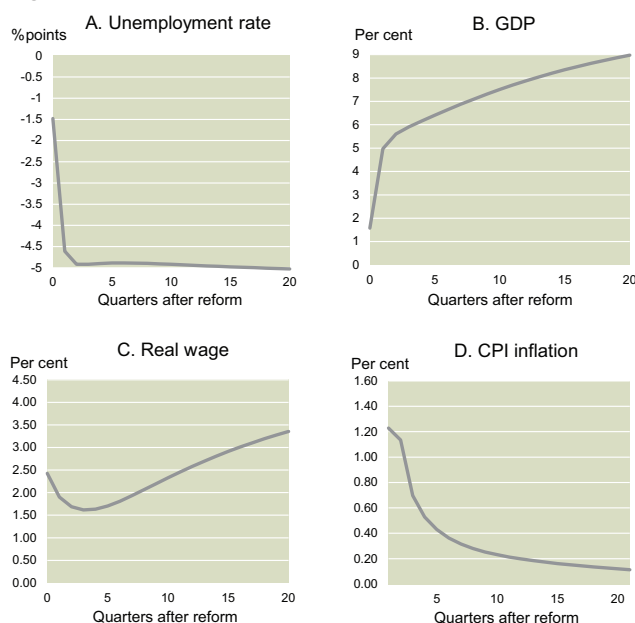 A. Unemployment rate
%points
0
-0.5
-1
-1.5
-2
-2.5
-3
-3.5
-4
-4.5
-5
0 5 10 15 20
Quarters after reform
B. GDP
Per cent
9
8
7
6
5
4
3
2
1
0
0 5 10 15 20
Quarters after reform
C. Real wage
Per cent
4.50
4.00
3.50
3.00
2.50
2.00
1.50
1.00
0.50
0.00
0 5 10 15 20
Quarters after reform
D. CPI inflation
Per cent
1.60
1.40
1.20
1.00
0.80
0.60
0.40
0.20
0.00
5 10 15 20
Quarters after reform